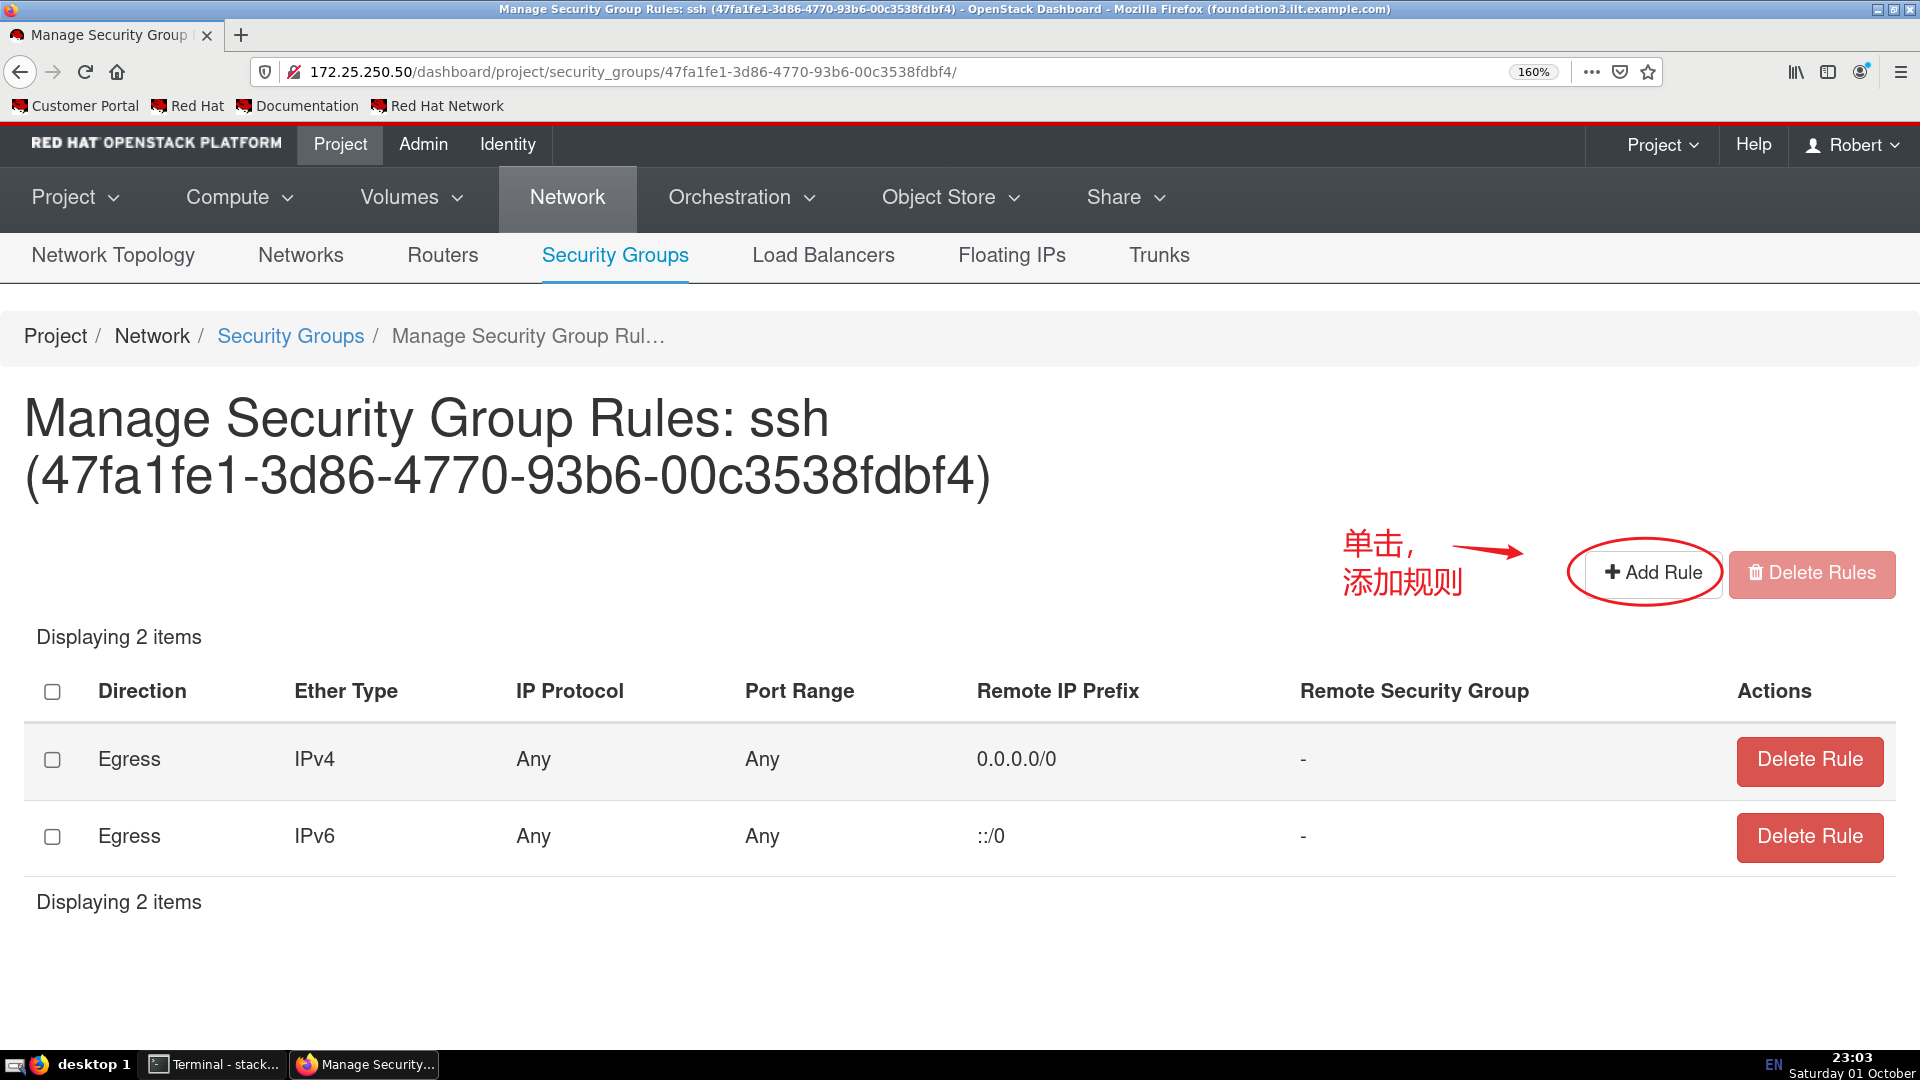 Manage Security Group Rules: ssh (47fa1fe1-3d86-4770-93b6-00c3538fdbf4) - OpenStack Dashboard - Mozilla Firefox (foundation3.ilt.example.com)
Manage Security Group
172.25.250.50/dashboard/project/security_groups/47fa1fe1-3d86-4770-93b6-00c3538fdbf4/
160%
Customer Portal Red Hat Documentation Red Hat Network
RED HAT OPENSTACK PLATFORM Project Admin Identity Project Help Robert
Project Compute Volumes Network Orchestration Object Store Share
Network Topology Networks Routers Security Groups Load Balancers Floating IPs Trunks
Project / Network / Security Groups / Manage Security Group Rul…
Manage Security Group Rules: ssh
(47fa1fe1-3d86-4770-93b6-00c3538fdbf4)
单击，
添加规则
Add Rule Delete Rules
Displaying 2 items
Direction Ether Type IP Protocol Port Range Remote IP Prefix Remote Security Group Actions
Egress IPv4 Any Any 0.0.0.0/0 - Delete Rule
Egress IPv6 Any Any ::/0 - Delete Rule
Displaying 2 items
desktop 1 Terminal - stack... Manage Security... EN 23:03
Saturday 01 October